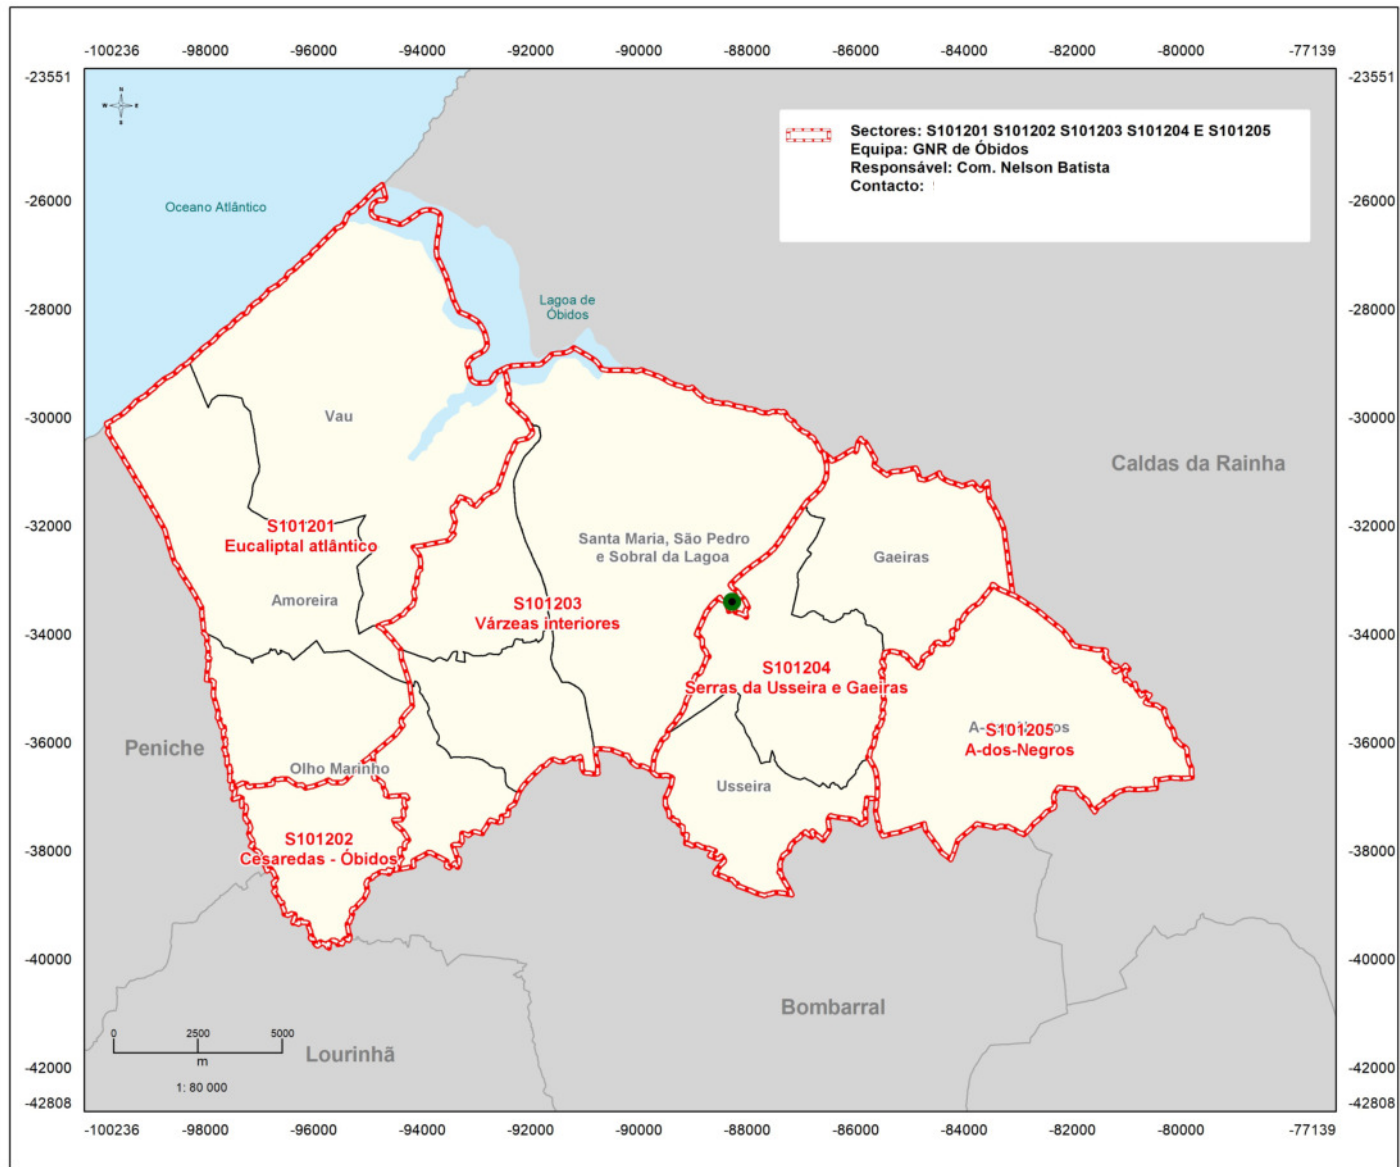 -100236 -98000 -96000 -94000 -92000 -90000 -88000 -86000 -84000 -82000 -80000 -77139
-23551 -23551
N
W E
S
Sectores: S101201 S101202 S101203 S101204 E S101205
Equipa: GNR de Óbidos
Responsável: Com. Nelson Batista
Contacto:
-26000 -26000
Oceano Atlântico
Lagoa de
Óbidos
-28000 -28000
-30000 -30000
Vau
Caldas da Rainha
-32000 -32000
S101201
Eucaliptal atlântico
Santa Maria, São Pedro
e Sobral da Lagoa
Gaeiras
Amoreira
S101203
Várzeas interiores
-34000 -34000
S101204
Serras da Usseira e Gaeiras
S101205
A-dos-Negros
-36000 -36000
Peniche
Olho Marinho
Usseira
S101202
Cesaredas - Óbidos
-38000 -38000
-40000 -40000
Bombarral
0 2500 5000
m
Lourinhã
1: 80 000
-42000 -42000
-42808 -42808
-100236 -98000 -96000 -94000 -92000 -90000 -88000 -86000 -84000 -82000 -80000 -77139